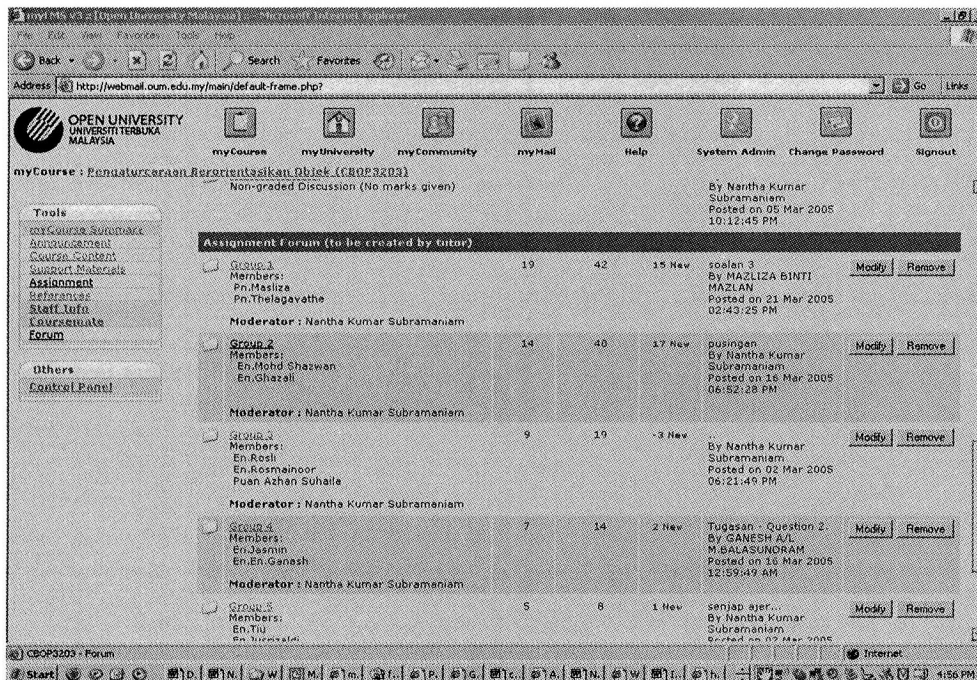 myLMS v3 :: [Open University Malaysia] :: - Microsoft Internet Explorer
File Edit View Favorites Tools Help
Back Search Favorites
Address http://webmail.oum.edu.my/main/default-frame.php? Go Links
OPEN UNIVERSITY
UNIVERSITI TERBUKA
MALAYSIA
myCourse myUniversity myCommunity myMail Help System Admin Change Password Signout
myCourse : Pengaturcaraan Berorientasikan Objek (CBOP3203)
Non-graded Discussion (No marks given)
By Nantha Kumar
Subramaniam
Posted on 05 Mar 2005
10:12:45 PM
Tools
myCourse Summary
Announcement
Course Content
Support Materials
Assignment
References
Staff Info
Coursemate
Forum
Others
Control Panel
Assignment Forum (to be created by tutor)
Group 1 19 42 15 New soalan 3 Modify Remove
Members: By MAZLIZA BINTI
Pn.Masliza MAZLAN
Pn.Thelagavathe Posted on 21 Mar 2005
02:43:25 PM
Moderator : Nantha Kumar Subramaniam
Group 2 14 40 17 New pusingan Modify Remove
Members: By Nantha Kumar
En.Mohd Shazwan Subramaniam
En.Ghazali Posted on 16 Mar 2005
06:52:28 PM
Moderator : Nantha Kumar Subramaniam
Group 3 9 19 -3 New .. Modify Remove
Members: By Nantha Kumar
En.Rosli Subramaniam
En.Rosmainoor Posted on 02 Mar 2005
Puan Azhan Suhaila 06:21:49 PM
Moderator : Nantha Kumar Subramaniam
Group 4 7 14 2 New Tugasan - Question 2. Modify Remove
Members: By GANESH A/L
En.Jasmin M.BALASUNDRAM
En.En.Ganash Posted on 16 Mar 2005
12:59:49 AM
Moderator : Nantha Kumar Subramaniam
Group 5 5 8 1 New senjap ajer... Modify Remove
Members: By Nantha Kumar
En.Tiu Subramaniam
Posted on 02 Mar 2005
CBOP3203 - Forum Internet
Start 4:56 PM